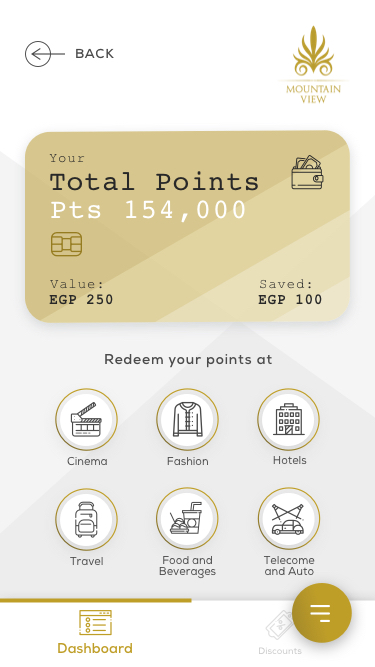 BACK
MOUNTAIN
VIEW
Your
Total Points
Pts 154,000
Value:
Saved:
EGP 250
EGP 100
Redeem your points at
Cinema
Fashion
Hotels
Travel
Food and
Beverages
Telecome
and Auto
Dashboard
Discounts